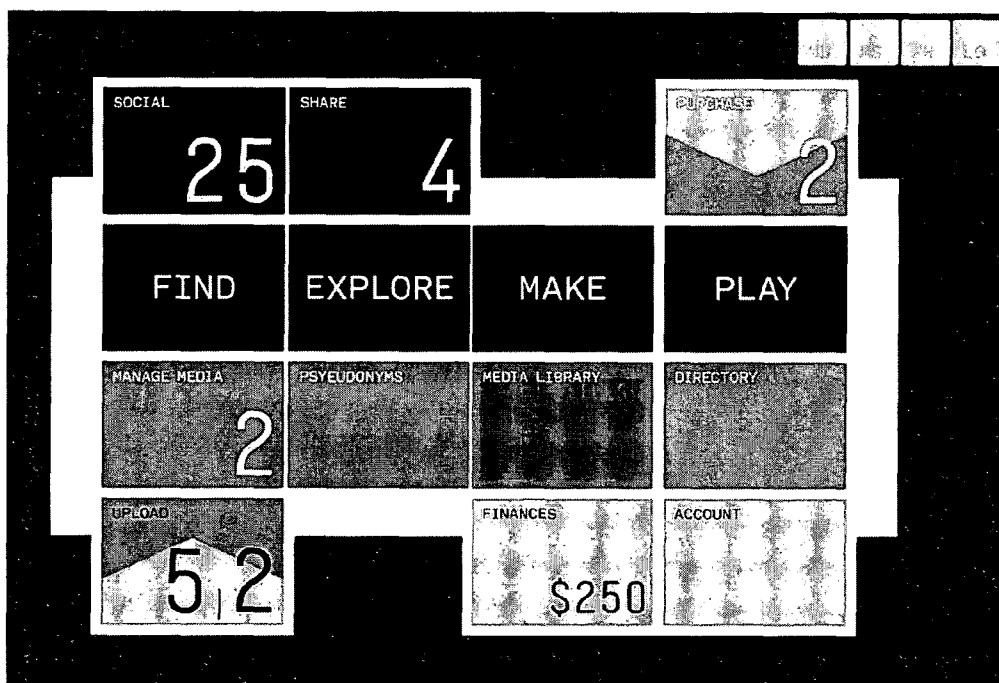 SOCIAL SHARE PURCHASE
25 4 2
FIND EXPLORE MAKE PLAY
MANAGE MEDIA PSYEUDONYMS MEDIA LIBRARY DIRECTORY
2
UPLOAD FINANCES ACCOUNT
5|2 $250